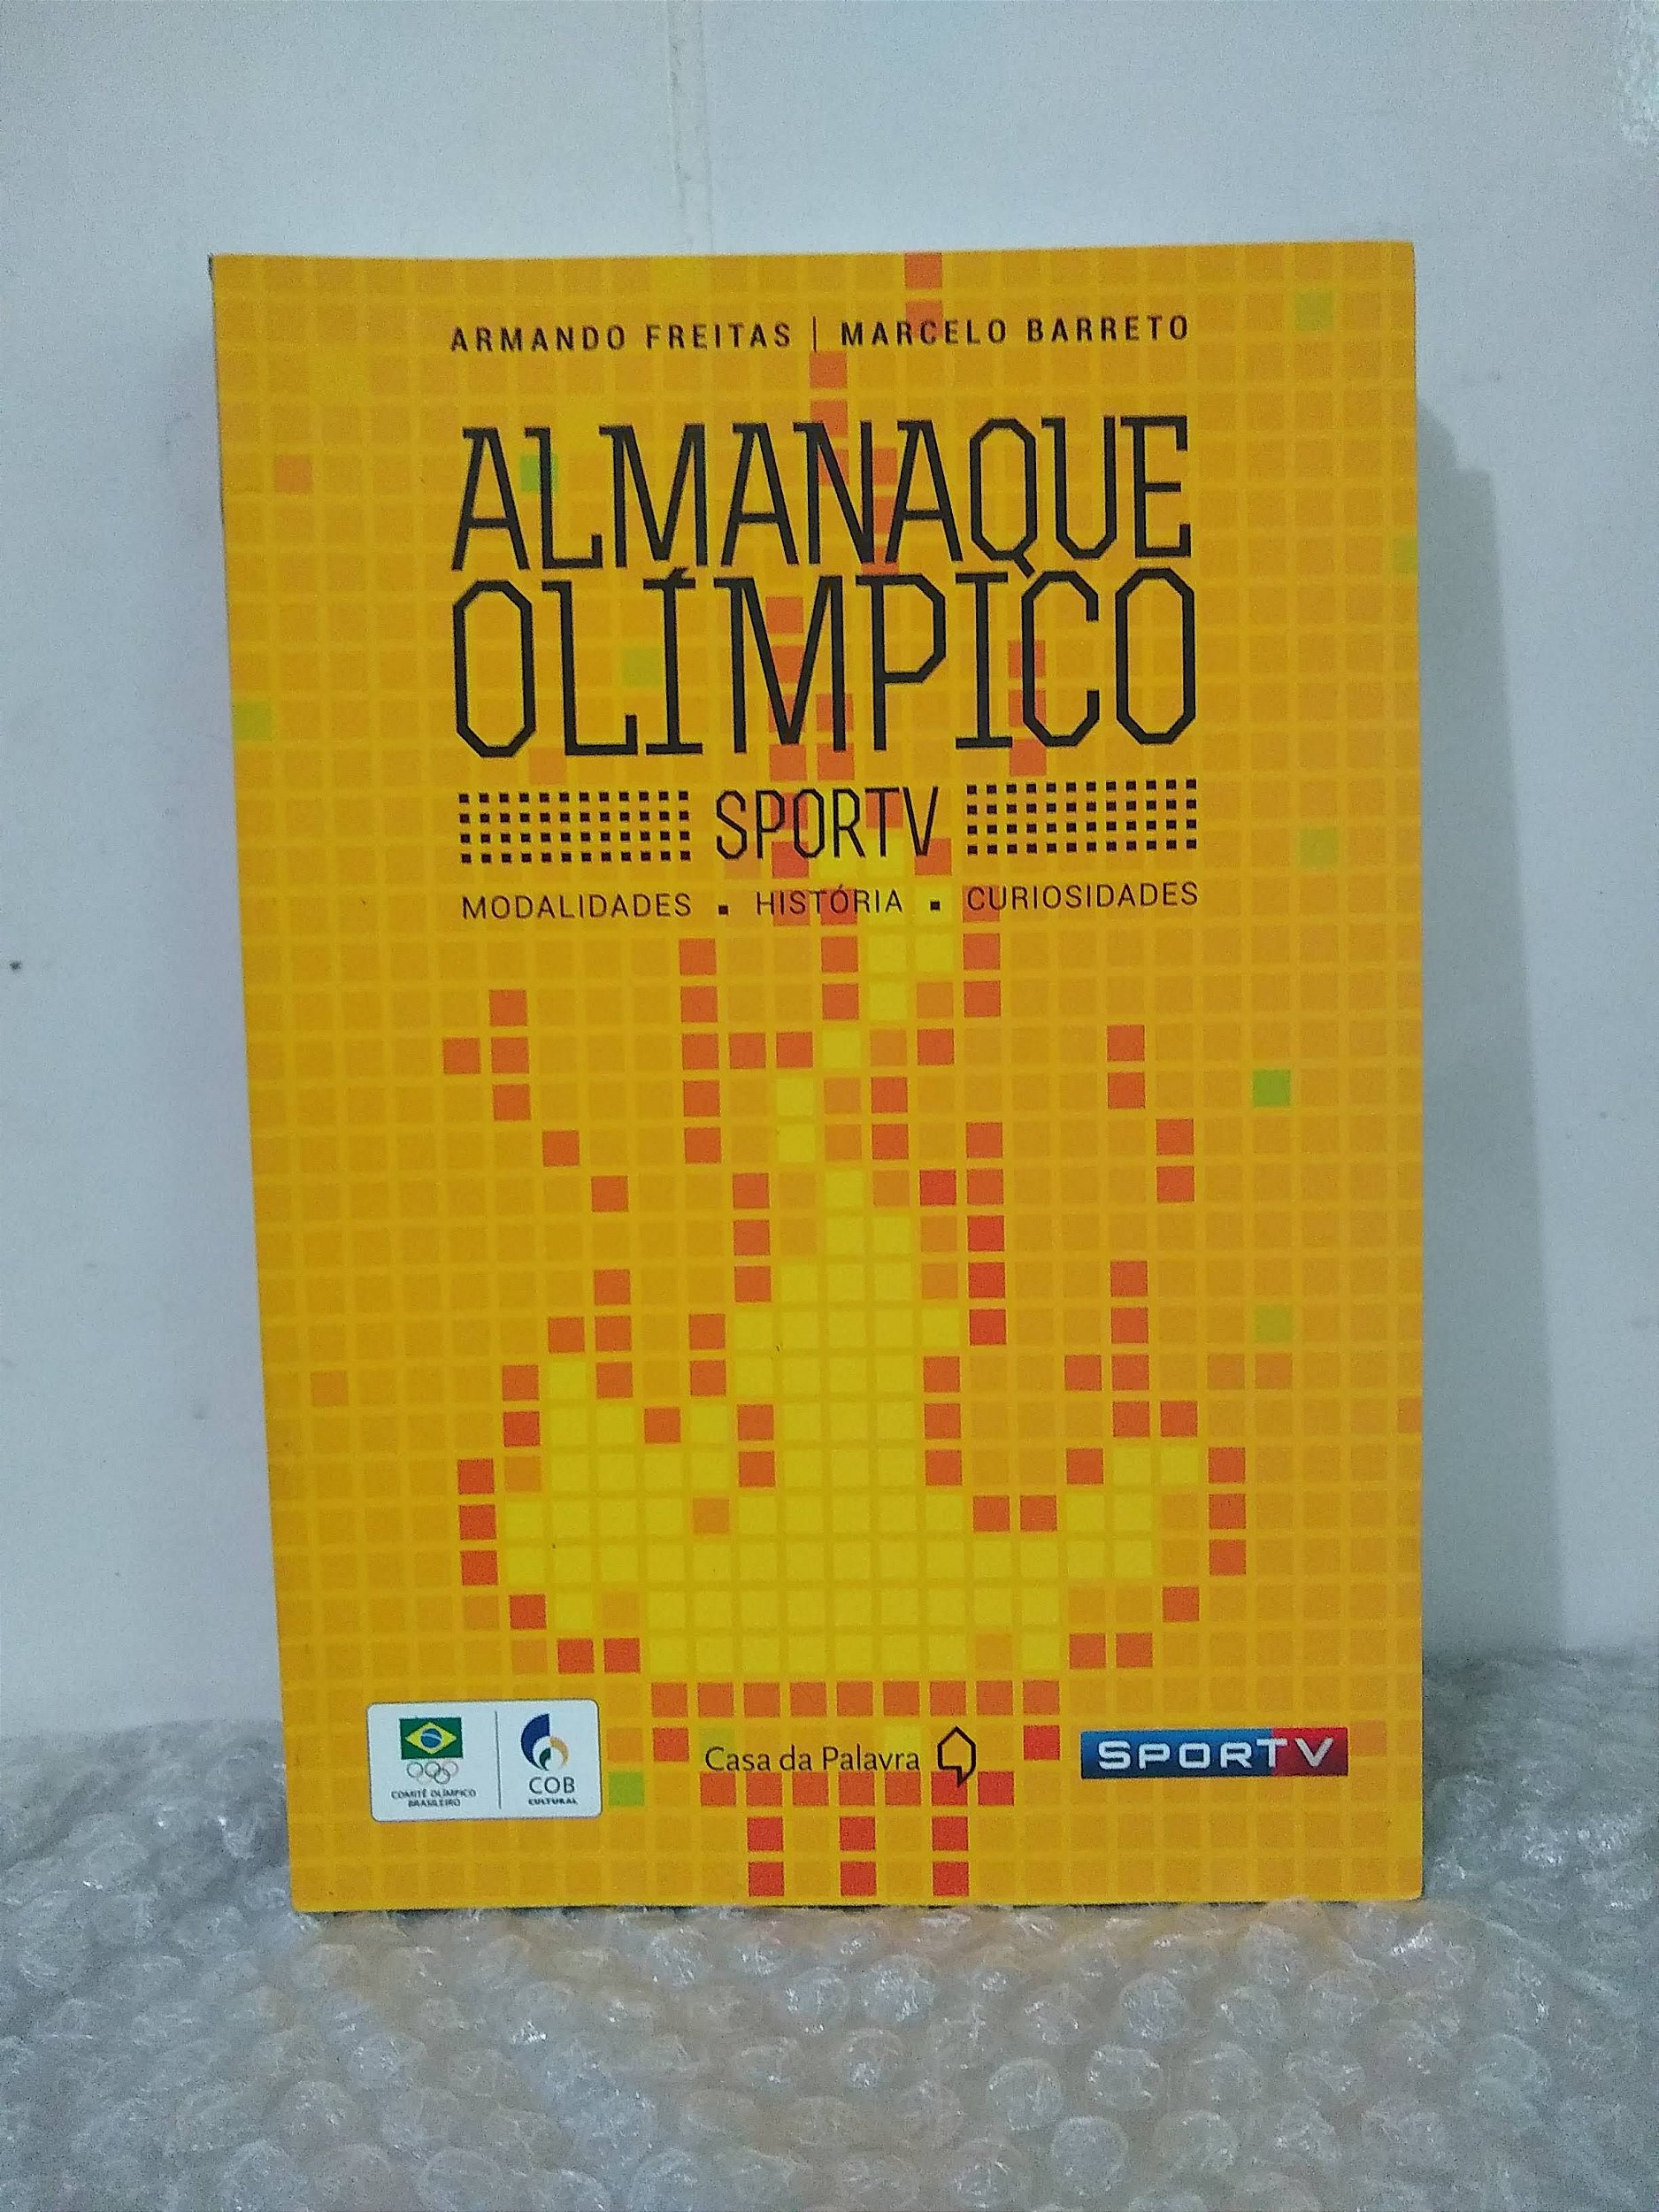 ARMANDO FREITAS | MARCELO BARRETO
ALMANAQUE
OLÍMPICO
SPORTV
MODALIDADES ▪ HISTÓRIA ▪ CURIOSIDADES
COMITÊ OLÍMPICO
BRASILEIRO
COB
CULTURAL
Casa da Palavra
SPORTV